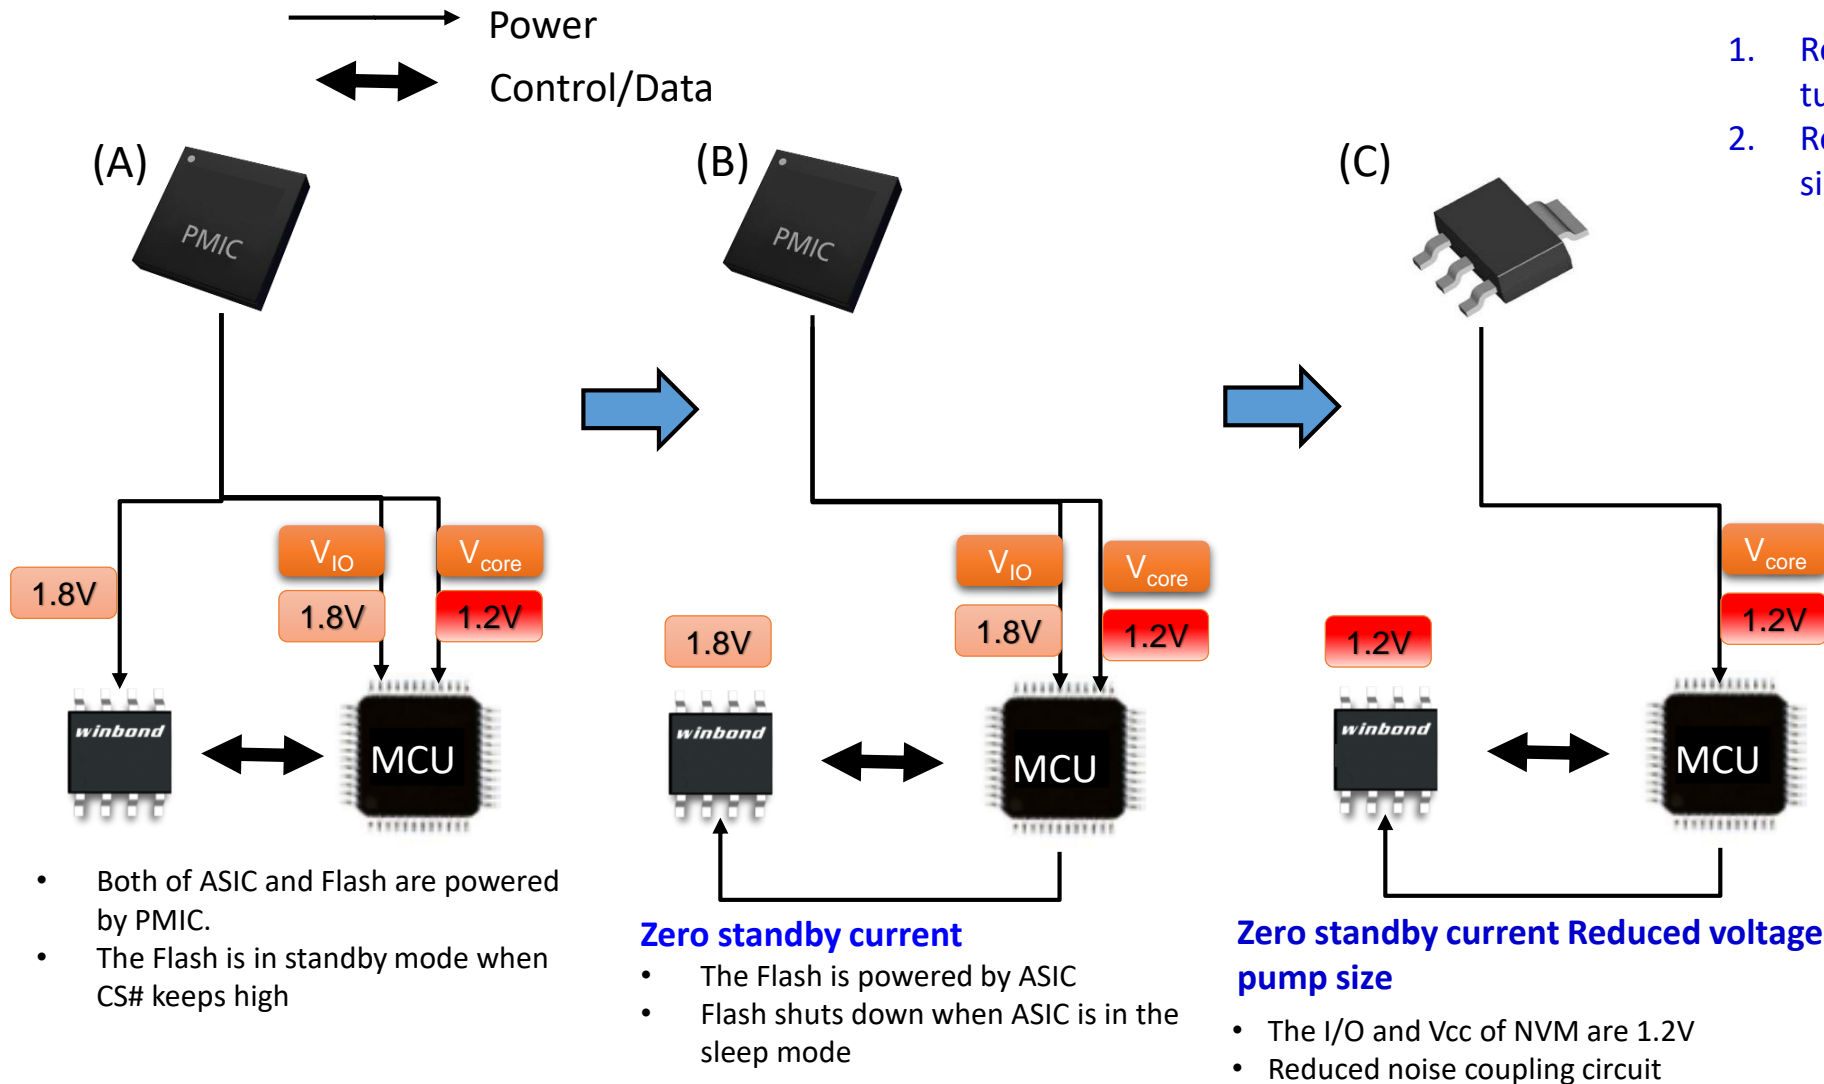 Power
Control/Data
1.
2.
(A)
PMIC
(B)
PMIC
(C)
1.8V
VIO
1.8V
Vcore
1.2V
winbond
MCU
1.8V
VIO
1.8V
Vcore
1.2V
winbond
MCU
1.2V
Vcore
1.2V
winbond
MCU
• Both of ASIC and Flash are powered
by PMIC.
• The Flash is in standby mode when
CS# keeps high
Zero standby current
• The Flash is powered by ASIC
• Flash shuts down when ASIC is in the
sleep mode
Zero standby current Reduced voltage
pump size
• The I/O and Vcc of NVM are 1.2V
• Reduced noise coupling circuit